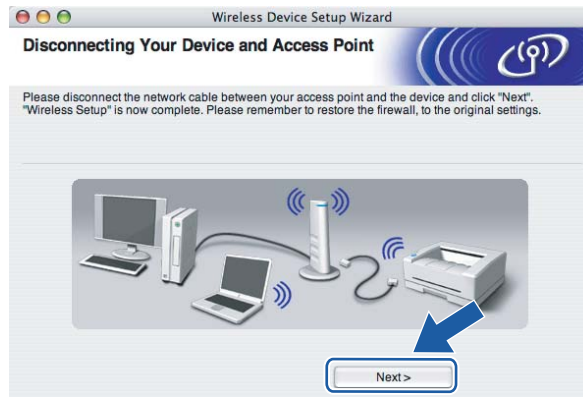 Wireless Device Setup Wizard
Disconnecting Your Device and Access Point
Please disconnect the network cable between your access point and the device and click "Next".
"Wireless Setup" is now complete. Please remember to restore the firewall, to the original settings.
Next >